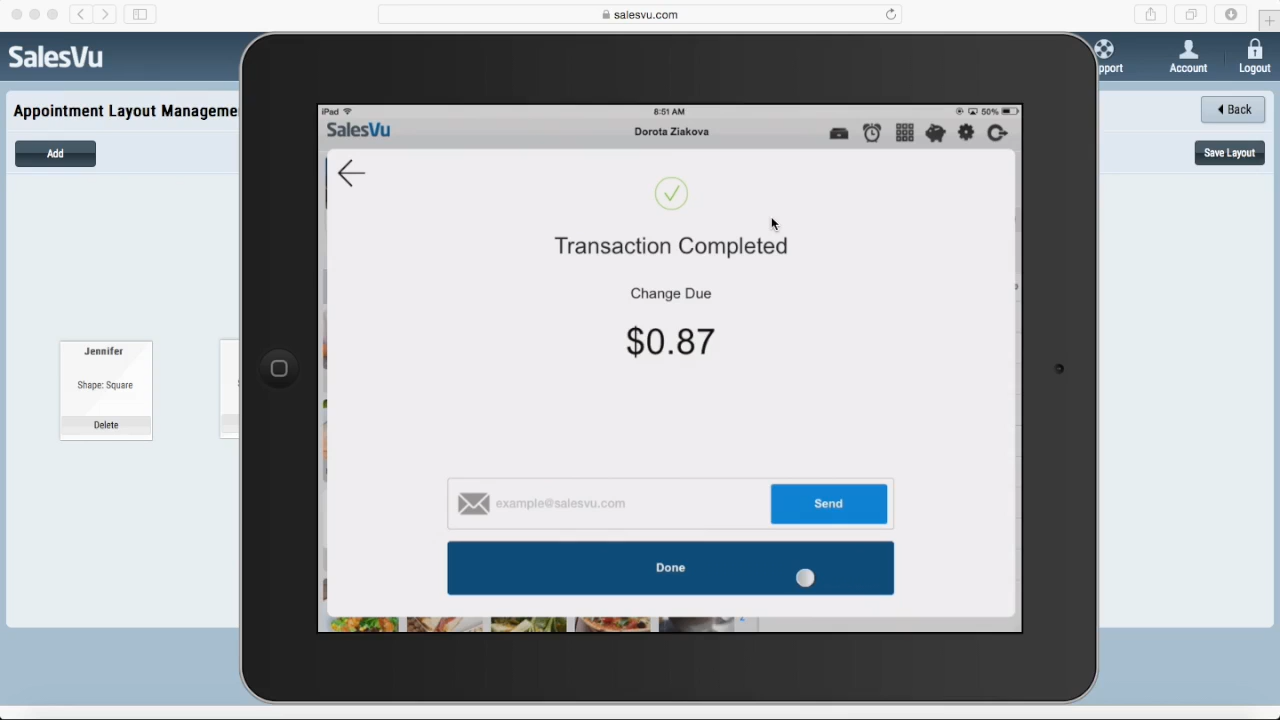 salesvu.com
SalesVu
pport
Account
Logout
Appointment Layout Manageme
Back
Add
Save Layout
iPad
6:51 AM
50%
SalesVu
Dorota Ziakova
Transaction Completed
Change Due
$0.87
Jennifer
Shape: Square
Delete
example@salesvu.com
Send
Done